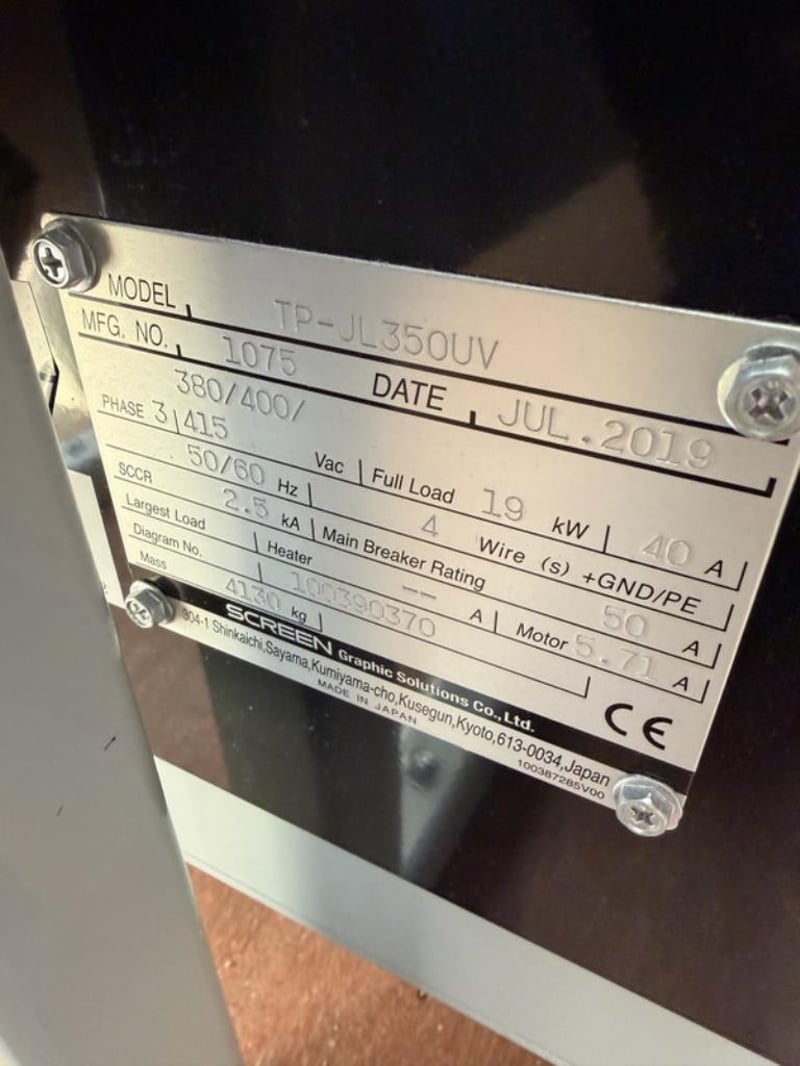 MODEL TP-JL350UV
MFG. NO. 1075 DATE JUL.2019
PHASE 3 380/400/
415 Vac Full Load 19 kW 40 A
50/60 Hz 4 Wire (s) +GND/PE
SCCR 2.5 kA Main Breaker Rating 50 A
Largest Load Heater -- A Motor 5.71 A
Diagram No. 100390370
Mass 4130 kg
SCREEN Graphic Solutions Co., Ltd.
304-1 Shinkaichi,Sayama,Kumiyama-cho,Kusegun,Kyoto,613-0034,Japan
MADE IN JAPAN
100387285V00
CE